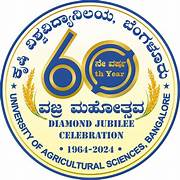 ಕೃಷಿ ವಿಶ್ವವಿದ್ಯಾನಿಲಯ, ಬೆಂಗಳೂರು
60
ನೇ ವರ್ಷ
th Year
ವಜ್ರ ಮಹೋತ್ಸವ
DIAMOND JUBILEE
CELEBRATION
•1964-2024•
UNIVERSITY OF AGRICULTURAL SCIENCES, BANGALORE